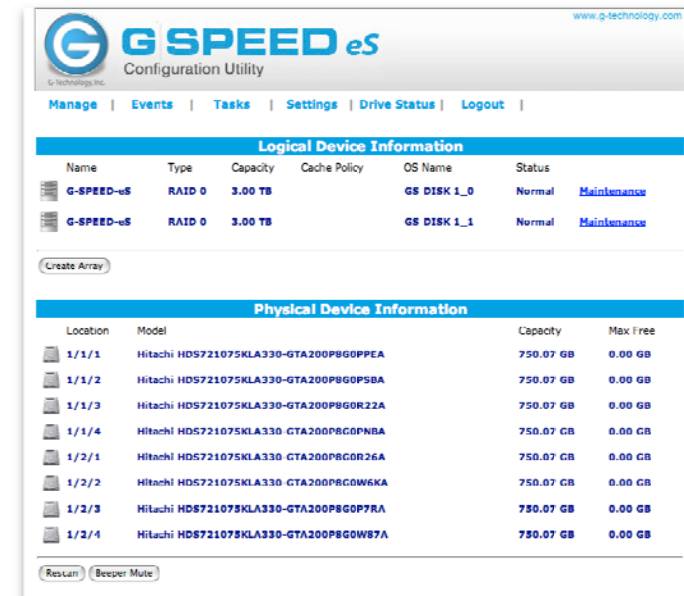 www.g-technology.com
G
G SPEED eS
Configuration Utility
G-Technology, Inc.
Manage | Events | Tasks | Settings | Drive Status | Logout |
Logical Device Information
Name Type Capacity Cache Policy OS Name Status
G-SPEED-eS RAID 0 3.00 TB GS DISK 1_0 Normal Maintenance
G-SPEED-eS RAID 0 3.00 TB GS DISK 1_1 Normal Maintenance
Create Array
Physical Device Information
Location Model Capacity Max Free
1/1/1 Hitachi HDS721075KLA330-GTA200P8G0PPEA 750.07 GB 0.00 GB
1/1/2 Hitachi HDS721075KLA330-GTA200P8G0PSBA 750.07 GB 0.00 GB
1/1/3 Hitachi HDS721075KLA330-GTA200P8G0R22A 750.07 GB 0.00 GB
1/1/4 Hitachi HDS721075KLA330-GTA200P8G0PNBA 750.07 GB 0.00 GB
1/2/1 Hitachi HDS721075KLA330-GTA200P8G0R26A 750.07 GB 0.00 GB
1/2/2 Hitachi HDS721075KLA330-GTA200P8G0W6KA 750.07 GB 0.00 GB
1/2/3 Hitachi HDS721075KLA330-GTA200P8G0P7RA 750.07 GB 0.00 GB
1/2/4 Hitachi HDS721075KLA330-GTA200P8G0W87A 750.07 GB 0.00 GB
Rescan Beeper Mute